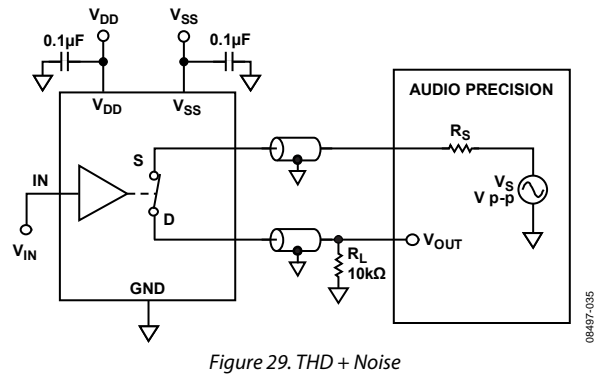 VDD
VSS
0.1µF
0.1µF
VDD
VSS
AUDIO PRECISION
RS
S
VS
V p-p
IN
D
VIN
VOUT
RL
10kΩ
GND
08497-035
Figure 29. THD + Noise